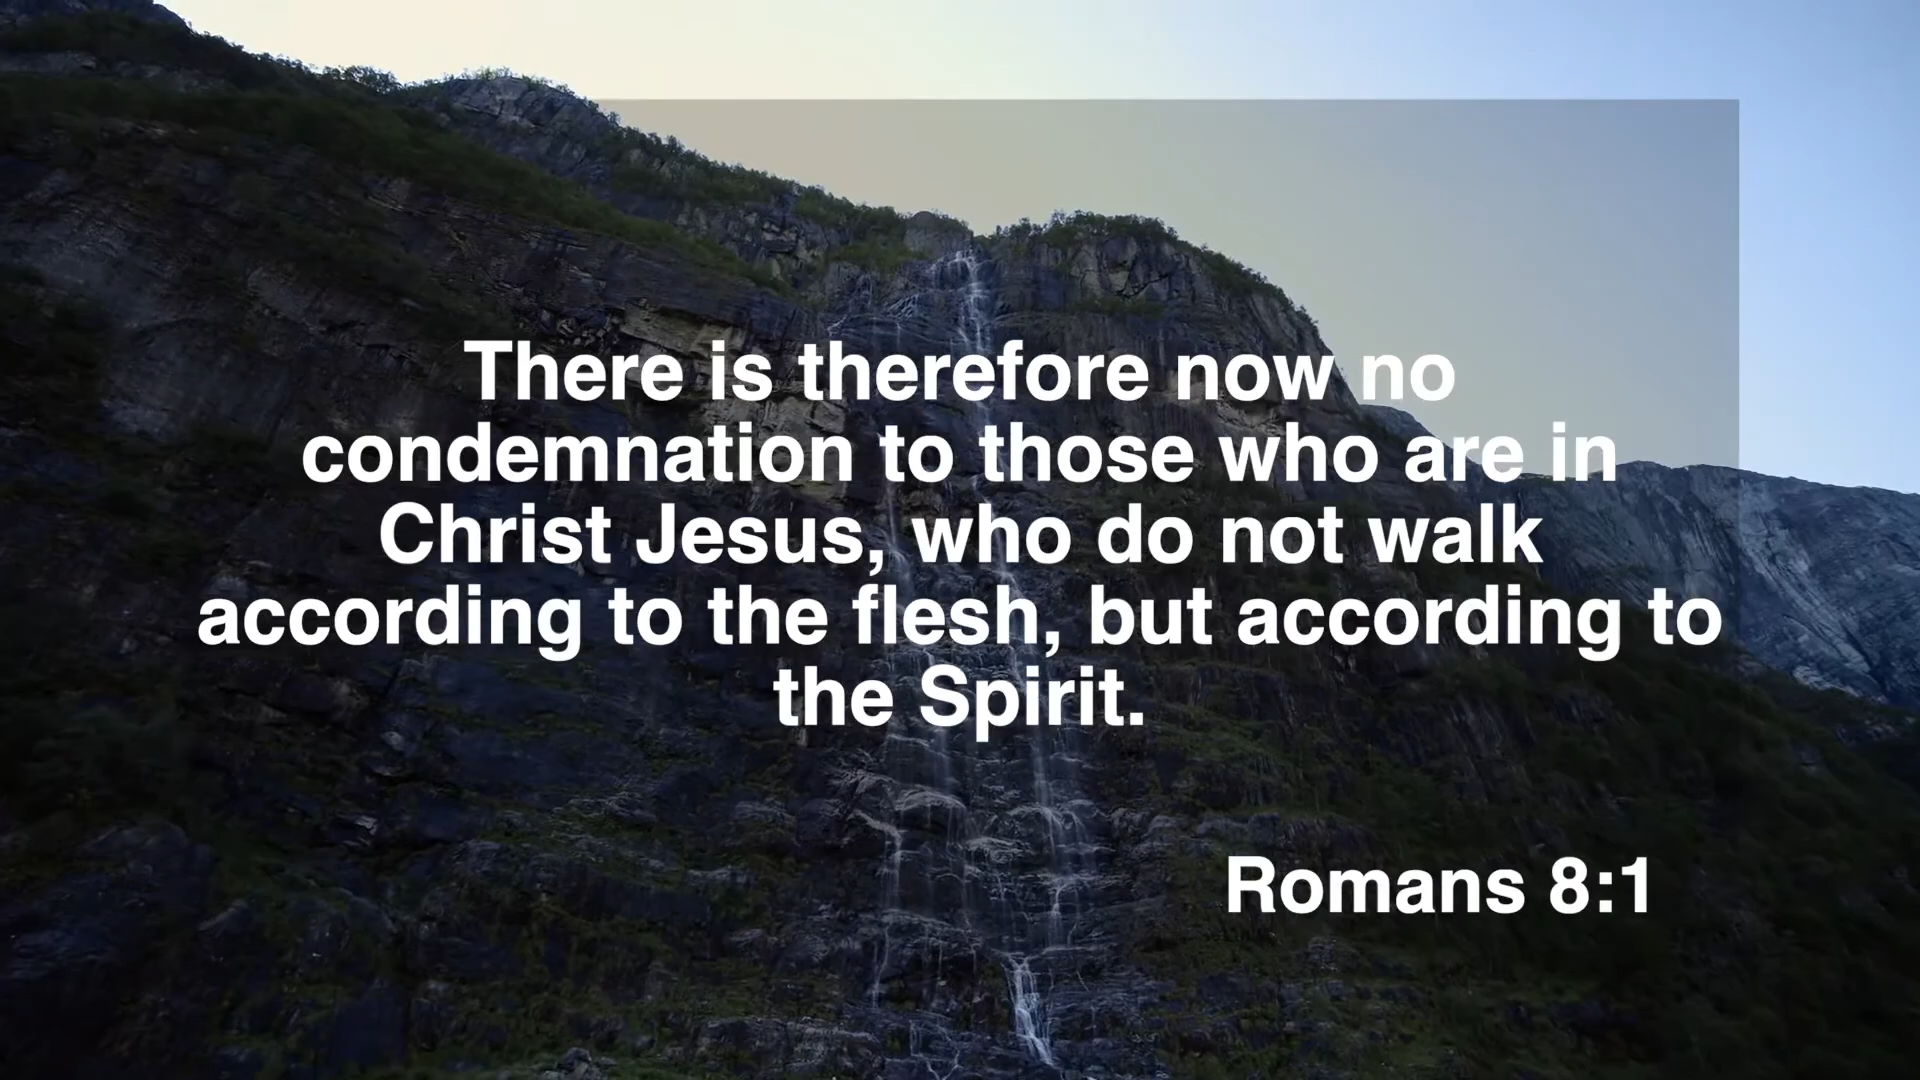 There is therefore now no
condemnation to those who are in
Christ Jesus, who do not walk
according to the flesh, but according to
the Spirit.
Romans 8:1